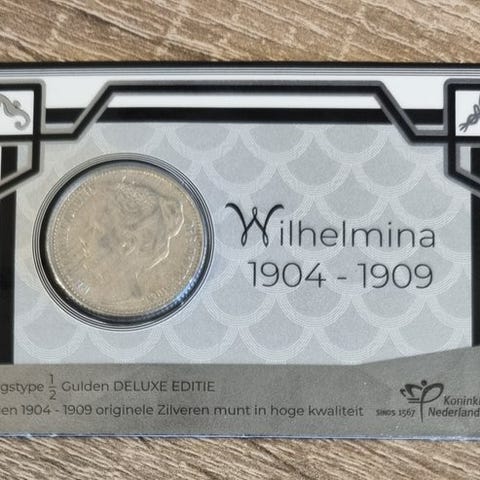 Wilhelmina
1904 - 1909
gstype 1/2 Gulden DELUXE EDITIE
en 1904 - 1909 originele Zilveren munt in hoge kwaliteit
SINDS 1567
Koninkl
Nederland